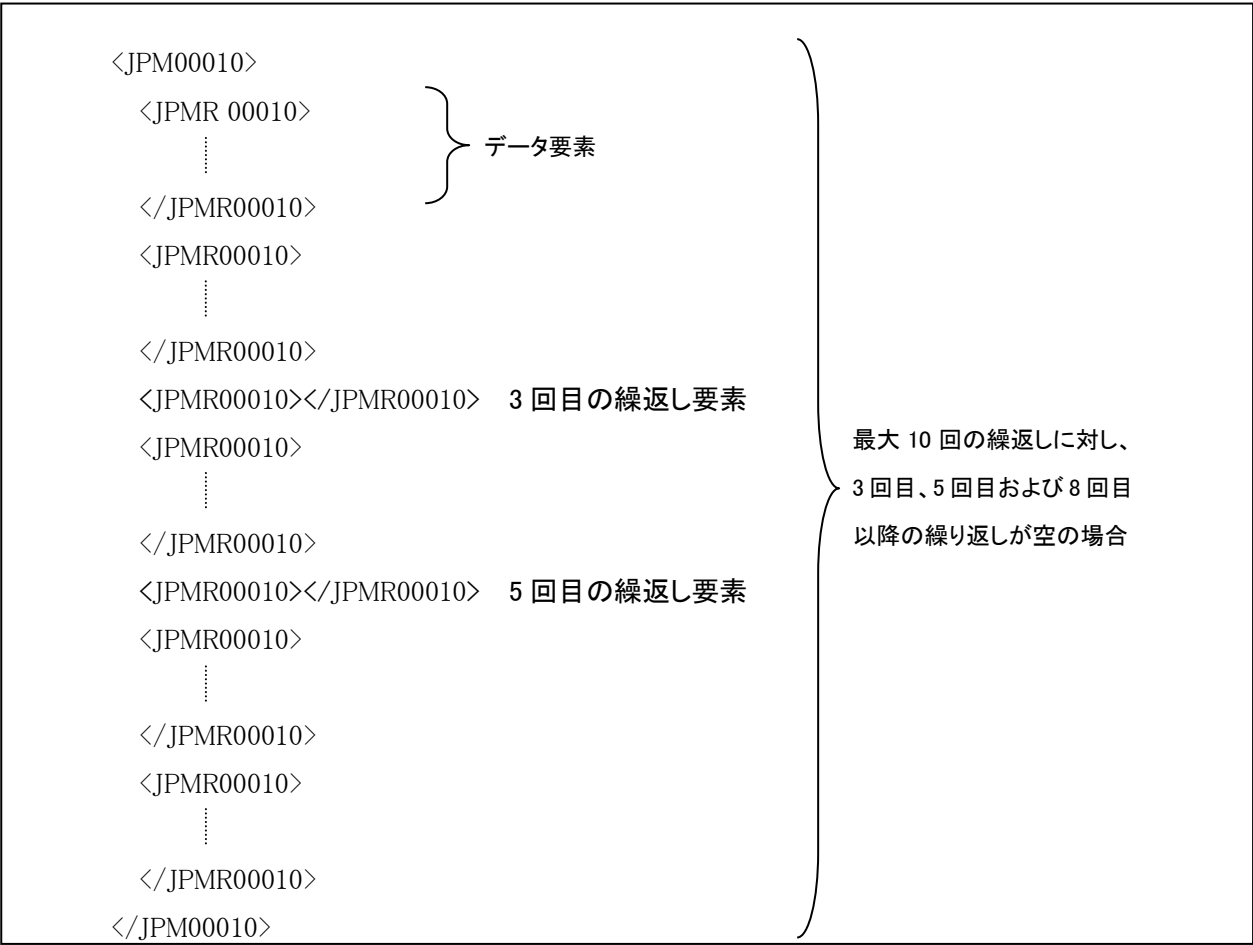 <JPM00010>
<JPMR 00010>
データ要素
</JPMR00010>
<JPMR00010>
</JPMR00010>
<JPMR00010></JPMR00010> 3 回目の繰返し要素
<JPMR00010>
</JPMR00010>
<JPMR00010></JPMR00010> 5 回目の繰返し要素
<JPMR00010>
</JPMR00010>
<JPMR00010>
</JPMR00010>
</JPM00010>
最大 10 回の繰返しに対し、
3 回目、5 回目および 8 回目
以降の繰り返しが空の場合